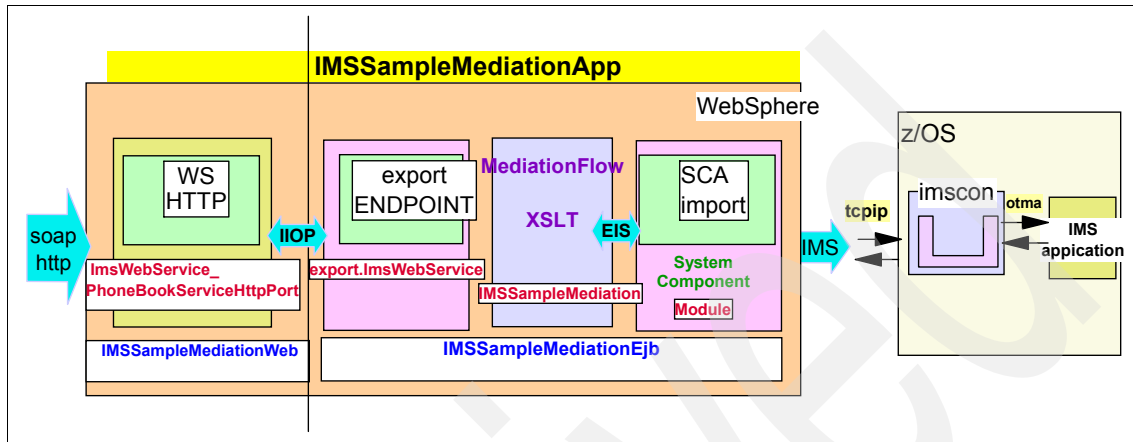 IMSSampleMediationApp
WebSphere
soap
http
WS
HTTP
IIOP
ImsWebService_
PhoneBookServiceHttpPort
IMSSampleMediationWeb
export
ENDPOINT
export.ImsWebService
MediationFlow
XSLT
IMSSampleMediation
EIS
SCA
import
System
Component
Module
IMSSampleMediationEjb
IMS
tcpip
z/OS
imscon
otma
IMS
appication